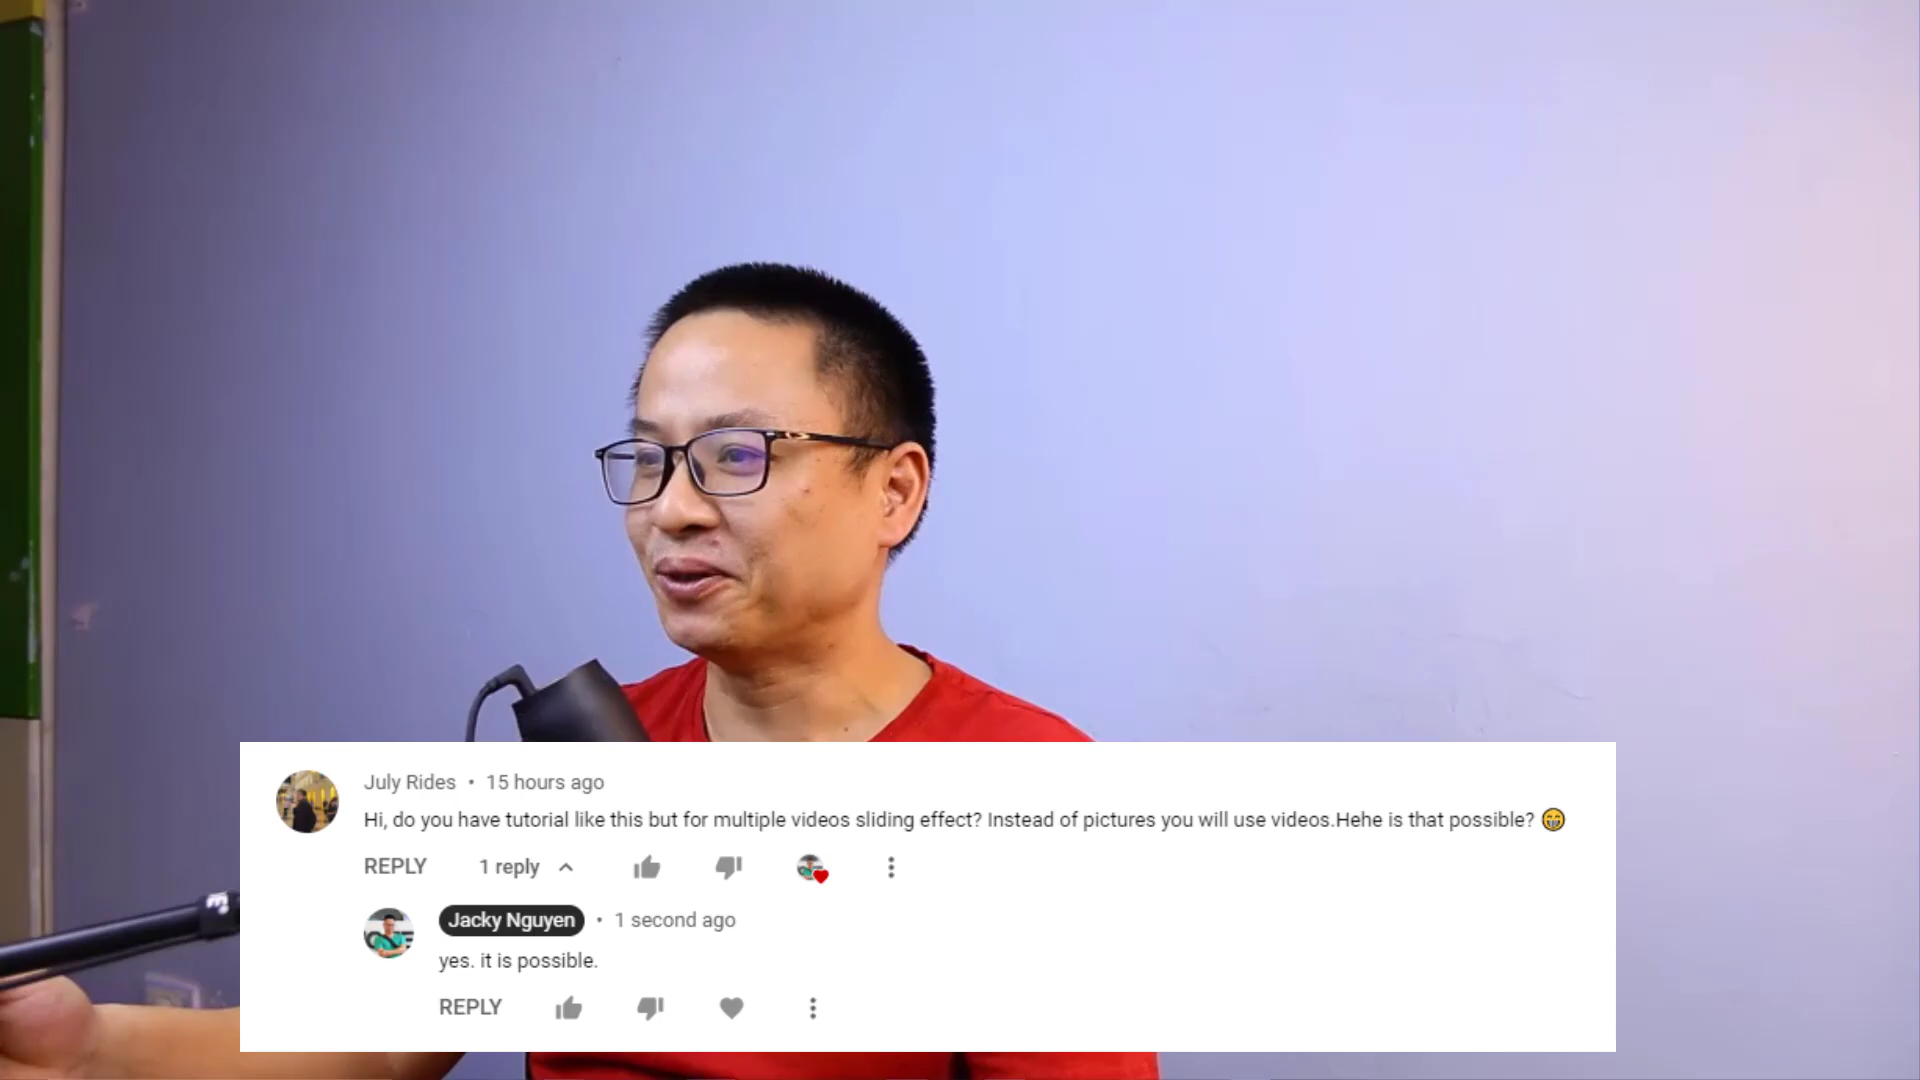 July Rides • 15 hours ago
Hi, do you have tutorial like this but for multiple videos sliding effect? Instead of pictures you will use videos.Hehe is that possible? 😁
REPLY 1 reply
Jacky Nguyen • 1 second ago
yes. it is possible.
REPLY